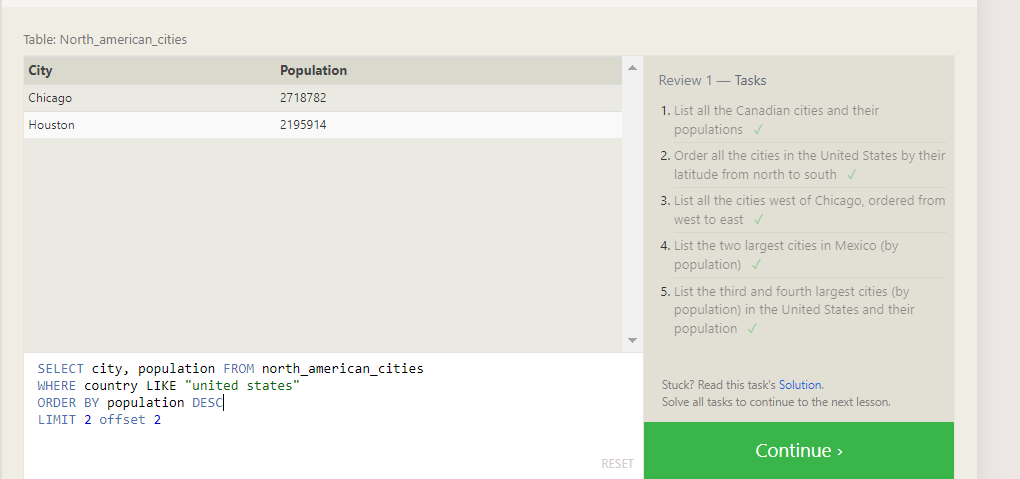 Table: North_american_cities
City Population
Chicago 2718782
Houston 2195914
SELECT city, population FROM north_american_cities
WHERE country LIKE "united states"
ORDER BY population DESC
LIMIT 2 offset 2
RESET
Review 1 — Tasks
1. List all the Canadian cities and their
populations ✓
2. Order all the cities in the United States by their
latitude from north to south ✓
3. List all the cities west of Chicago, ordered from
west to east ✓
4. List the two largest cities in Mexico (by
population) ✓
5. List the third and fourth largest cities (by
population) in the United States and their
population ✓
Stuck? Read this task's Solution.
Solve all tasks to continue to the next lesson.
Continue ›